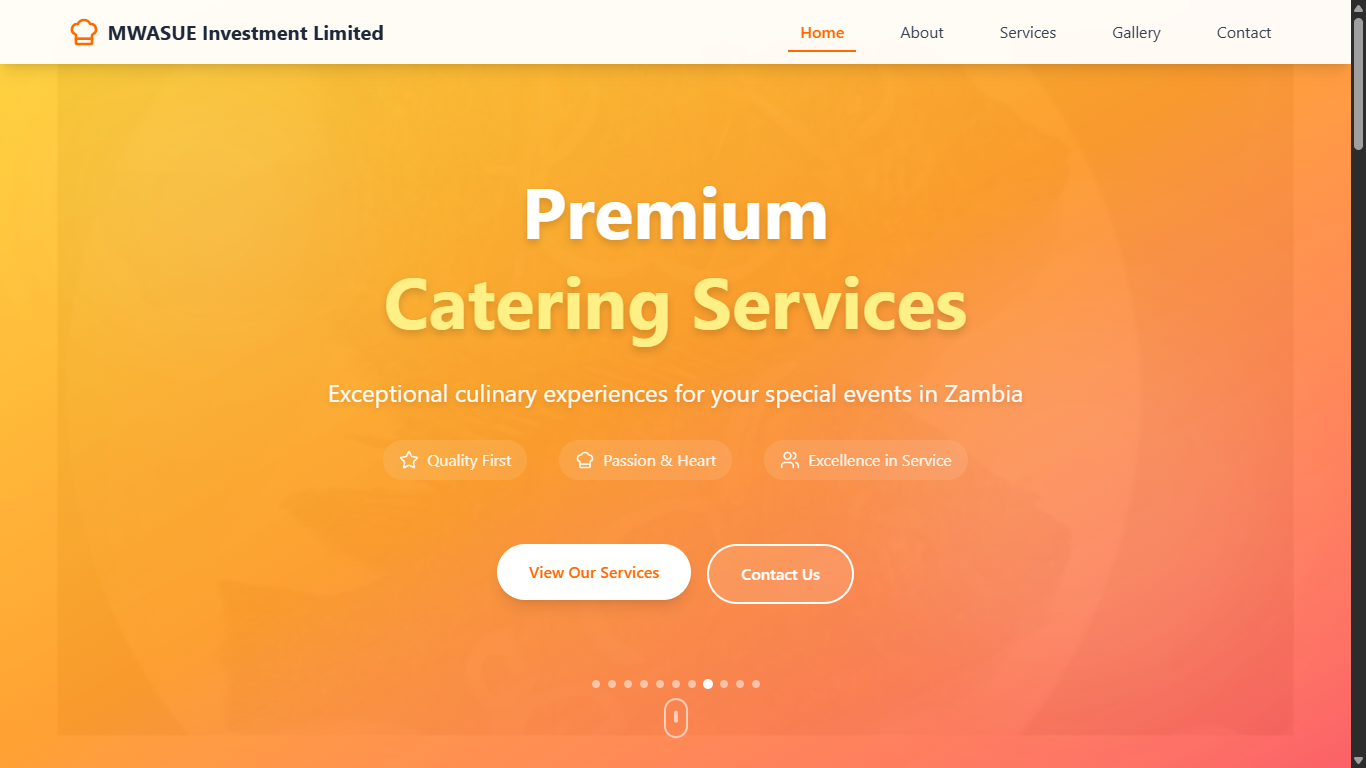 MWASUE Investment Limited
Home
About
Services
Gallery
Contact
Premium
Catering Services
Exceptional culinary experiences for your special events in Zambia
Quality First
Passion & Heart
Excellence in Service
View Our Services
Contact Us